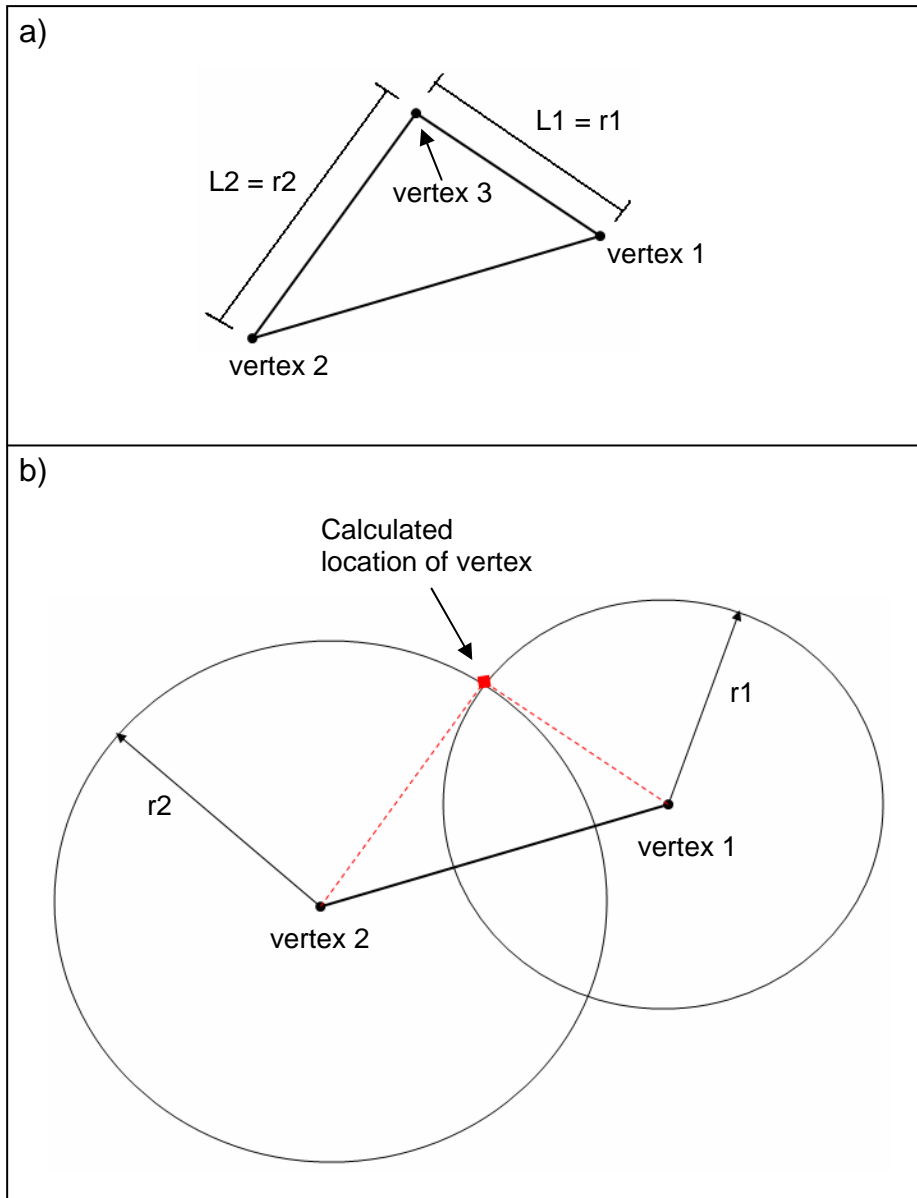 a)
L1 = r1
L2 = r2
vertex 3
vertex 1
vertex 2
b)
Calculated
location of vertex
r1
r2
vertex 1
vertex 2